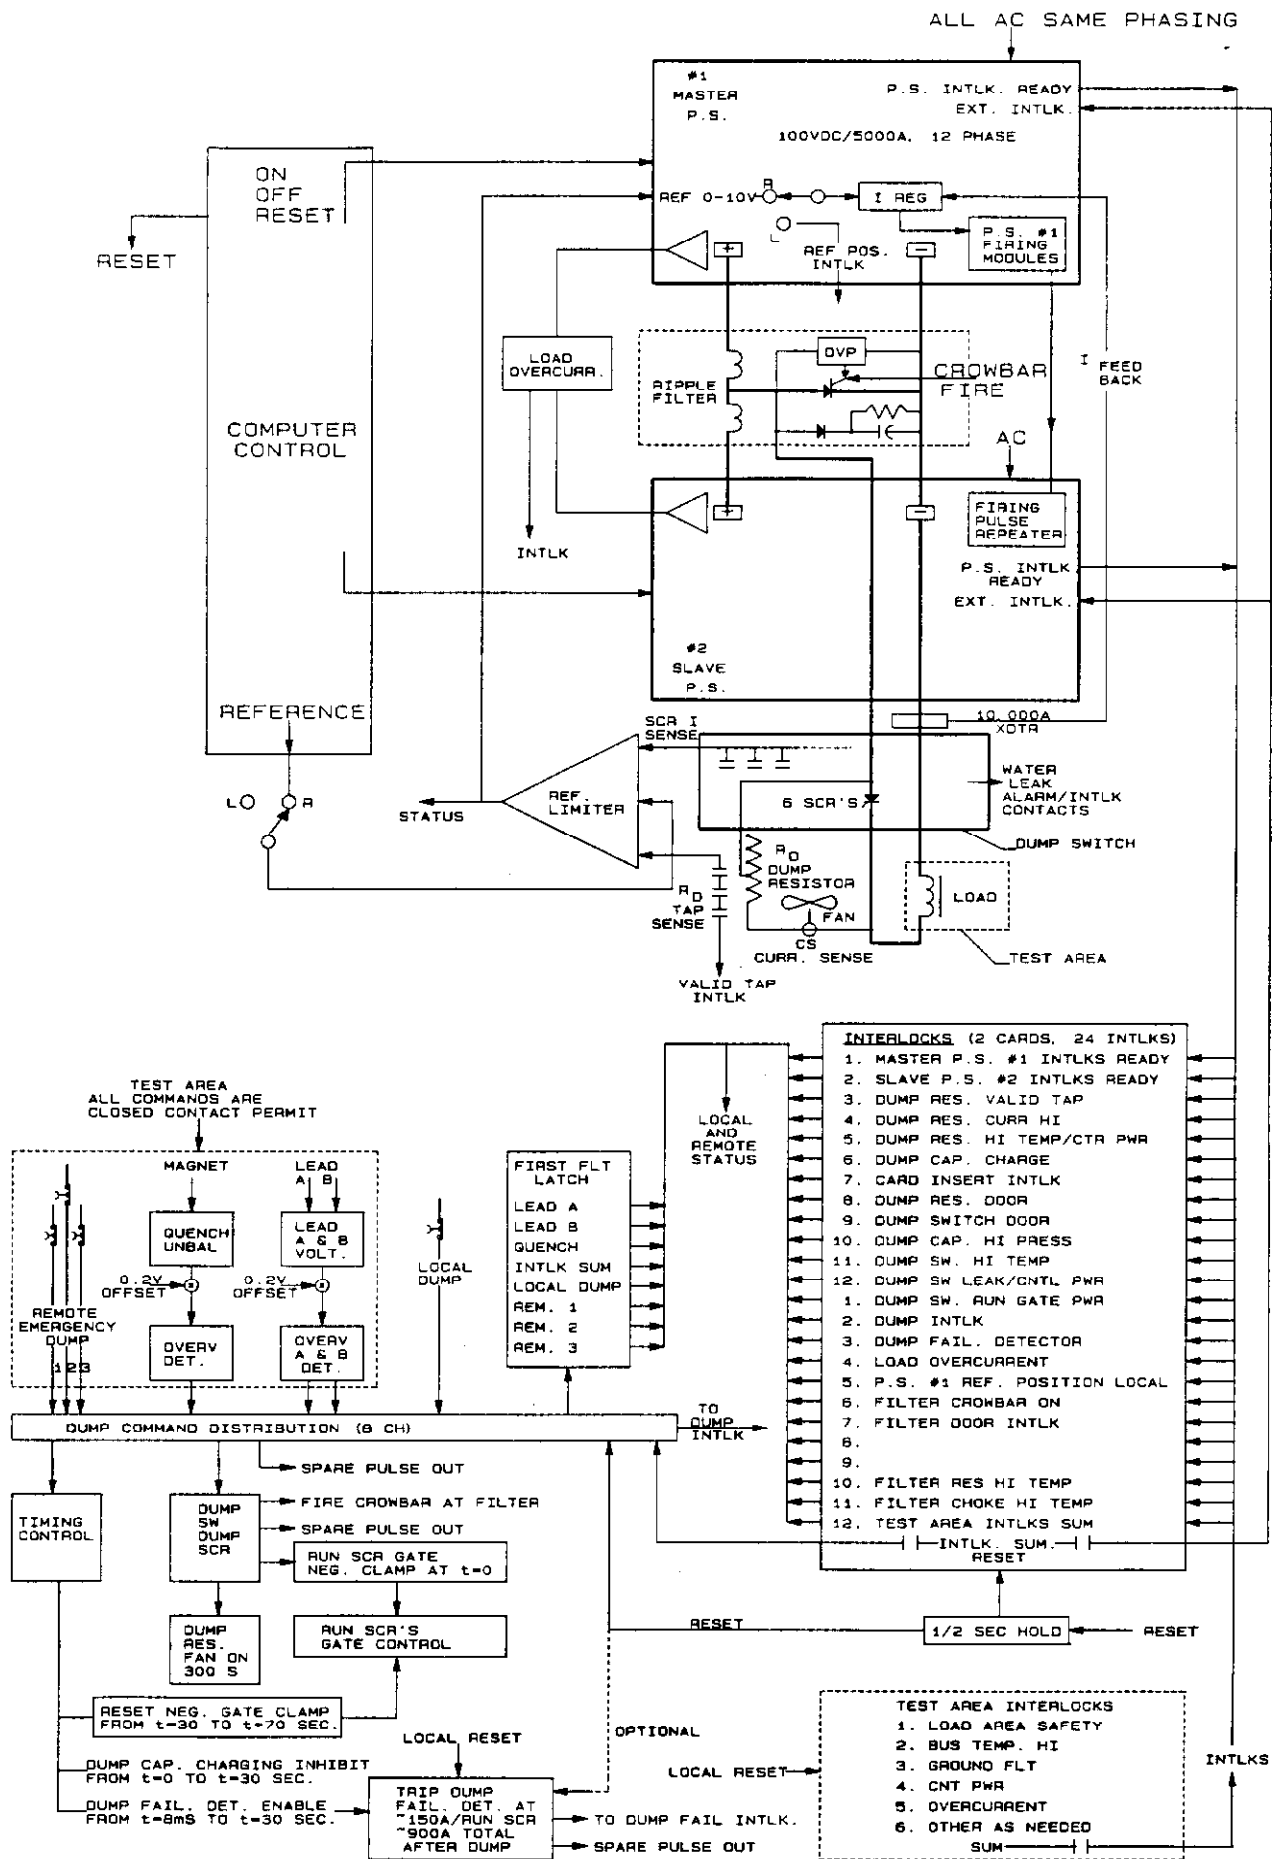 ALL AC SAME PHASING
#1
MASTER
P.S.
P.S. INTLK. READY
EXT. INTLK.
100VDC/5000A, 12 PHASE
REF 0-10V
R
I REG
L
REF POS.
INTLK
P.S. #1
FIRING
MODULES
+
-
ON
OFF
RESET
RESET
COMPUTER
CONTROL
REFERENCE
LOAD
OVERCURR.
INTLK
RIPPLE
FILTER
OVP
CROWBAR
FIRE
I FEED
BACK
AC
+
-
FIRING
PULSE
REPEATER
P.S. INTLK
READY
EXT. INTLK.
#2
SLAVE
P.S.
10,000A
XDTR
SCR I
SENSE
L
R
STATUS
REF.
LIMITER
6 SCR'S
WATER
LEAK
ALARM/INTLK
CONTACTS
DUMP SWITCH
RD
DUMP
RESISTOR
RD
TAP
SENSE
FAN
CS
CURR. SENSE
LOAD
TEST AREA
VALID TAP
INTLK
INTERLOCKS (2 CARDS, 24 INTLKS)
1. MASTER P.S. #1 INTLKS READY
2. SLAVE P.S. #2 INTLKS READY
3. DUMP RES. VALID TAP
4. DUMP RES. CURR HI
5. DUMP RES. HI TEMP/CTR PWR
6. DUMP CAP. CHARGE
7. CARD INSERT INTLK
8. DUMP RES. DOOR
9. DUMP SWITCH DOOR
10. DUMP CAP. HI PRESS
11. DUMP SW. HI TEMP
12. DUMP SW LEAK/CNTL PWR
1. DUMP SW. RUN GATE PWR
2. DUMP INTLK
3. DUMP FAIL. DETECTOR
4. LOAD OVERCURRENT
5. P.S. #1 REF. POSITION LOCAL
6. FILTER CROWBAR ON
7. FILTER DOOR INTLK
8.
9.
10. FILTER RES HI TEMP
11. FILTER CHOKE HI TEMP
12. TEST AREA INTLKS SUM
INTLK. SUM.
RESET
LOCAL
AND
REMOTE
STATUS
TEST AREA
ALL COMMANDS ARE
CLOSED CONTACT PERMIT
MAGNET
LEAD
A B
QUENCH
UNBAL
LEAD
A & B
VOLT.
0.2V
OFFSET
0.2V
OFFSET
REMOTE
EMERGENCY
DUMP
123
OVERV
DET.
OVERV
A & B
DET.
LOCAL
DUMP
FIRST FLT
LATCH
LEAD A
LEAD B
QUENCH
INTLK SUM
LOCAL DUMP
REM. 1
REM. 2
REM. 3
DUMP COMMAND DISTRIBUTION (8 CH)
TO
DUMP
INTLK
SPARE PULSE OUT
TIMING
CONTROL
DUMP
SW
DUMP
SCR
FIRE CROWBAR AT FILTER
SPARE PULSE OUT
RUN SCR GATE
NEG. CLAMP AT t=0
DUMP
RES.
FAN ON
300 S
RUN SCR'S
GATE CONTROL
RESET
1/2 SEC HOLD
RESET
RESET NEG. GATE CLAMP
FROM t=30 TO t=70 SEC.
LOCAL RESET
OPTIONAL
DUMP CAP. CHARGING INHIBIT
FROM t=0 TO t=30 SEC.
DUMP FAIL. DET. ENABLE
FROM t=8mS TO t=30 SEC.
TRIP DUMP
FAIL. DET. AT
~150A/RUN SCR
~900A TOTAL
AFTER DUMP
TO DUMP FAIL INTLK.
SPARE PULSE OUT
LOCAL RESET
TEST AREA INTERLOCKS
1. LOAD AREA SAFETY
2. BUS TEMP. HI
3. GROUND FLT
4. CNT PWR
5. OVERCURRENT
6. OTHER AS NEEDED
SUM
INTLKS